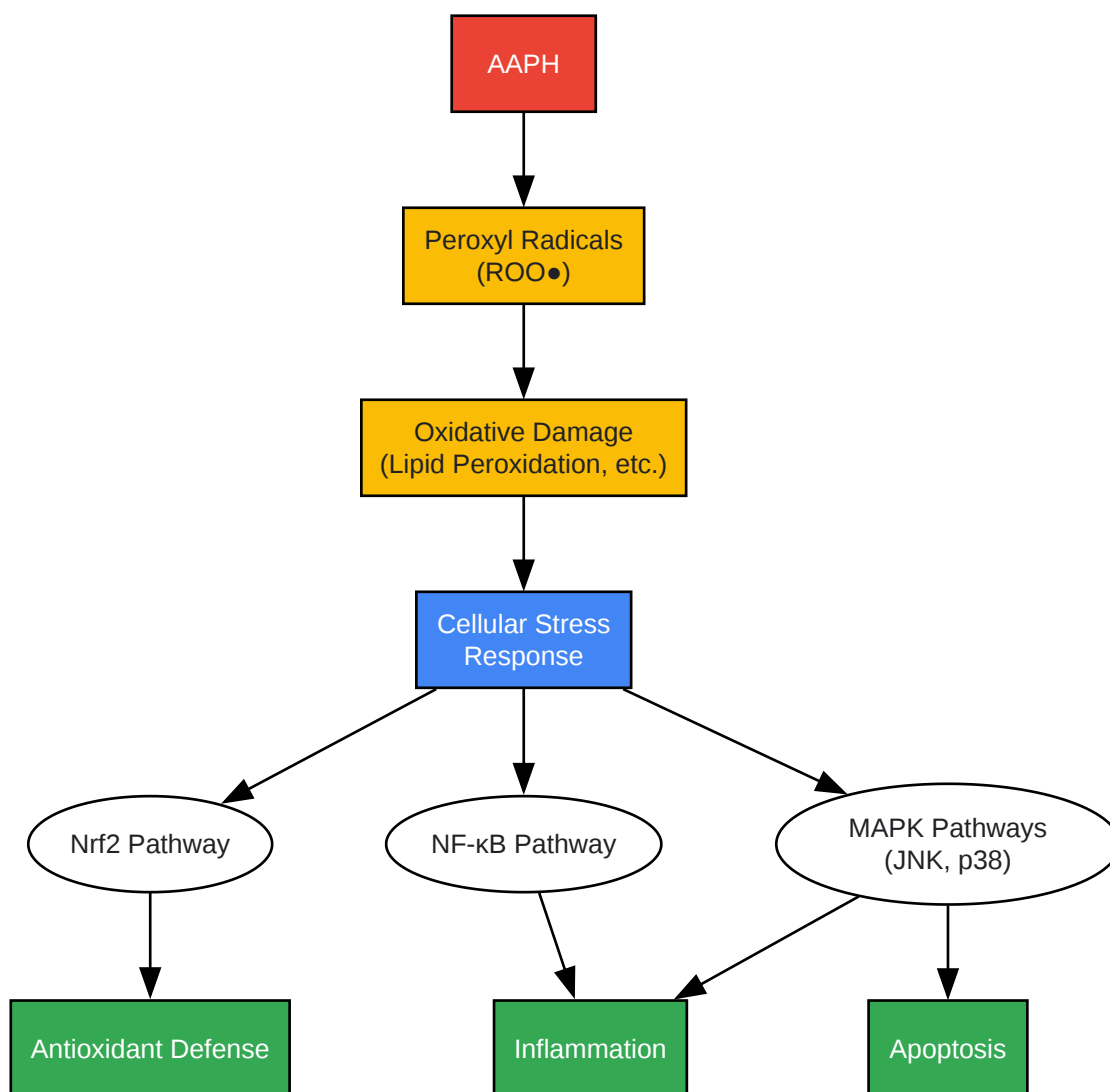 AAPH
Peroxyl Radicals
(ROO●)
Oxidative Damage
(Lipid Peroxidation, etc.)
Cellular Stress
Response
Nrf2 Pathway
NF-κB Pathway
MAPK Pathways
(JNK, p38)
Antioxidant Defense
Inflammation
Apoptosis